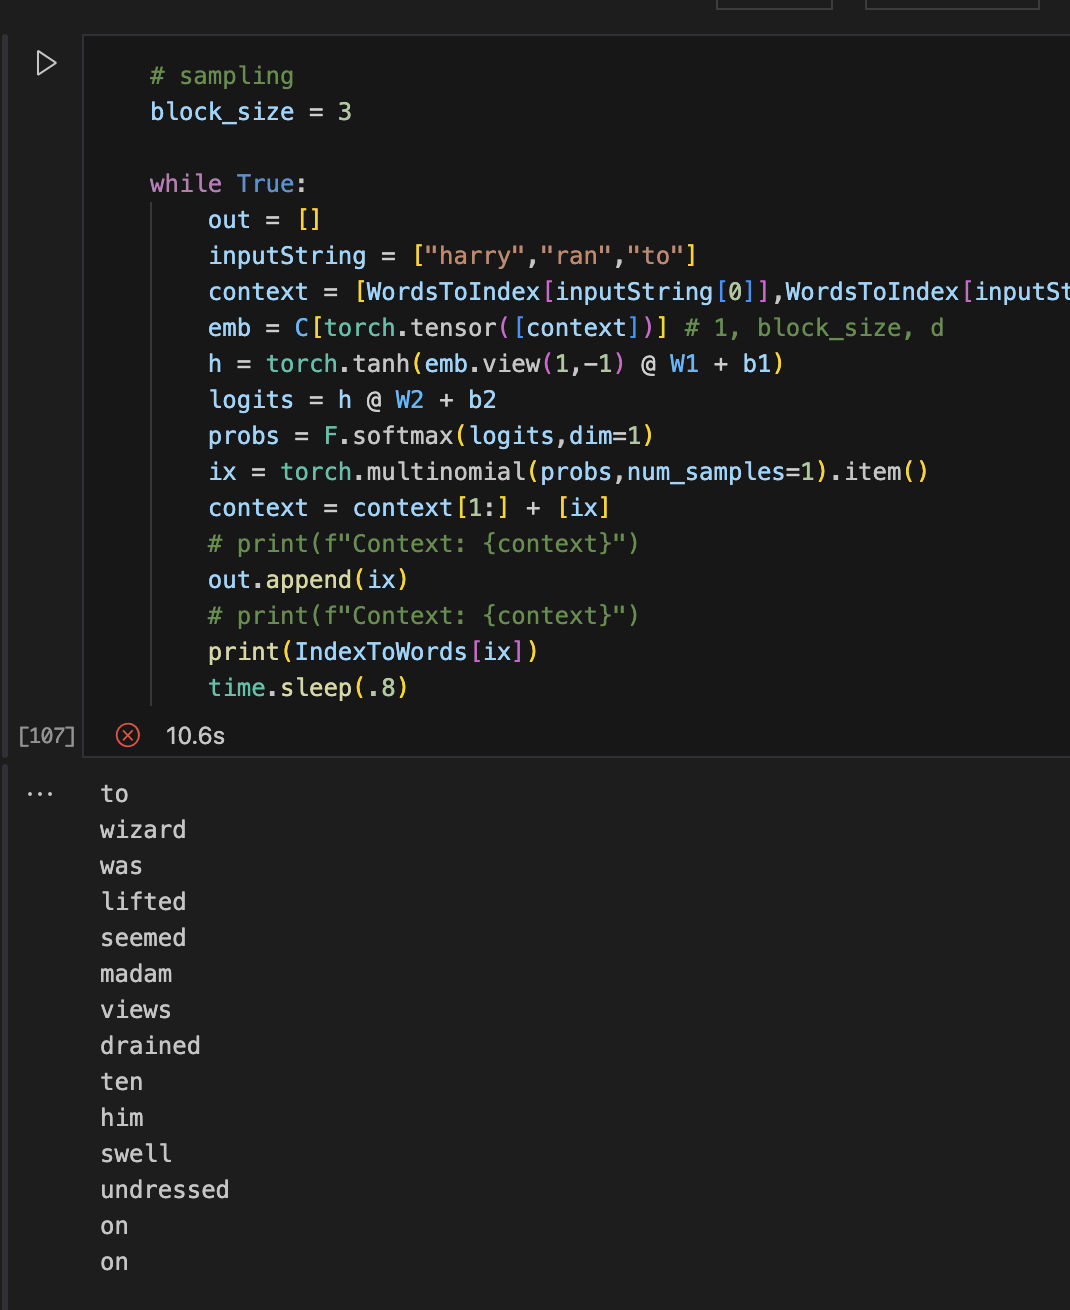 # sampling
block_size = 3
while True:
out = []
inputString = ["harry","ran","to"]
context = [WordsToIndex[inputString[0]],WordsToIndex[inputSt
emb = C[torch.tensor([context])] # 1, block_size, d
h = torch.tanh(emb.view(1,-1) @ W1 + b1)
logits = h @ W2 + b2
probs = F.softmax(logits,dim=1)
ix = torch.multinomial(probs,num_samples=1).item()
context = context[1:] + [ix]
# print(f"Context: {context}")
out.append(ix)
# print(f"Context: {context}")
print(IndexToWords[ix])
time.sleep(.8)
[107] 10.6s
... to
wizard
was
lifted
seemed
madam
views
drained
ten
him
swell
undressed
on
on